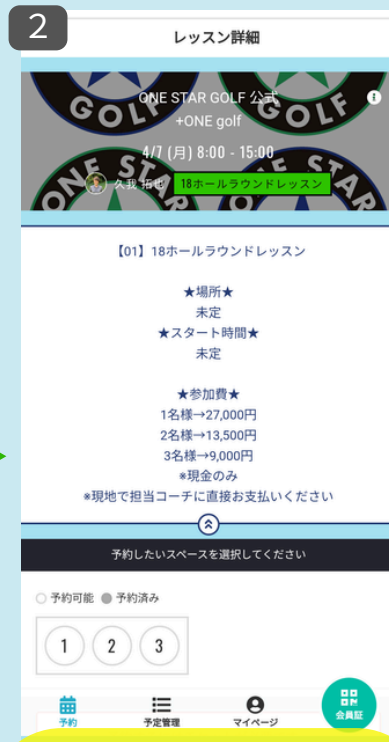 2
レッスン詳細
GOLF
GOLF
ONE STAR GOLF 公式
+ONE golf
4/7 (月) 8:00 - 15:00
久我 拓也
18ホールラウンドレッスン
ONE STAR
ONE STAR
【01】18ホールラウンドレッスン
★場所★
未定
★スタート時間★
未定
★参加費★
1名様→27,000円
2名様→13,500円
3名様→9,000円
※現金のみ
※現地で担当コーチに直接お支払いください
予約したいスペースを選択してください
予約可能 予約済み
1 2 3
予約 予定管理 マイページ 会員証